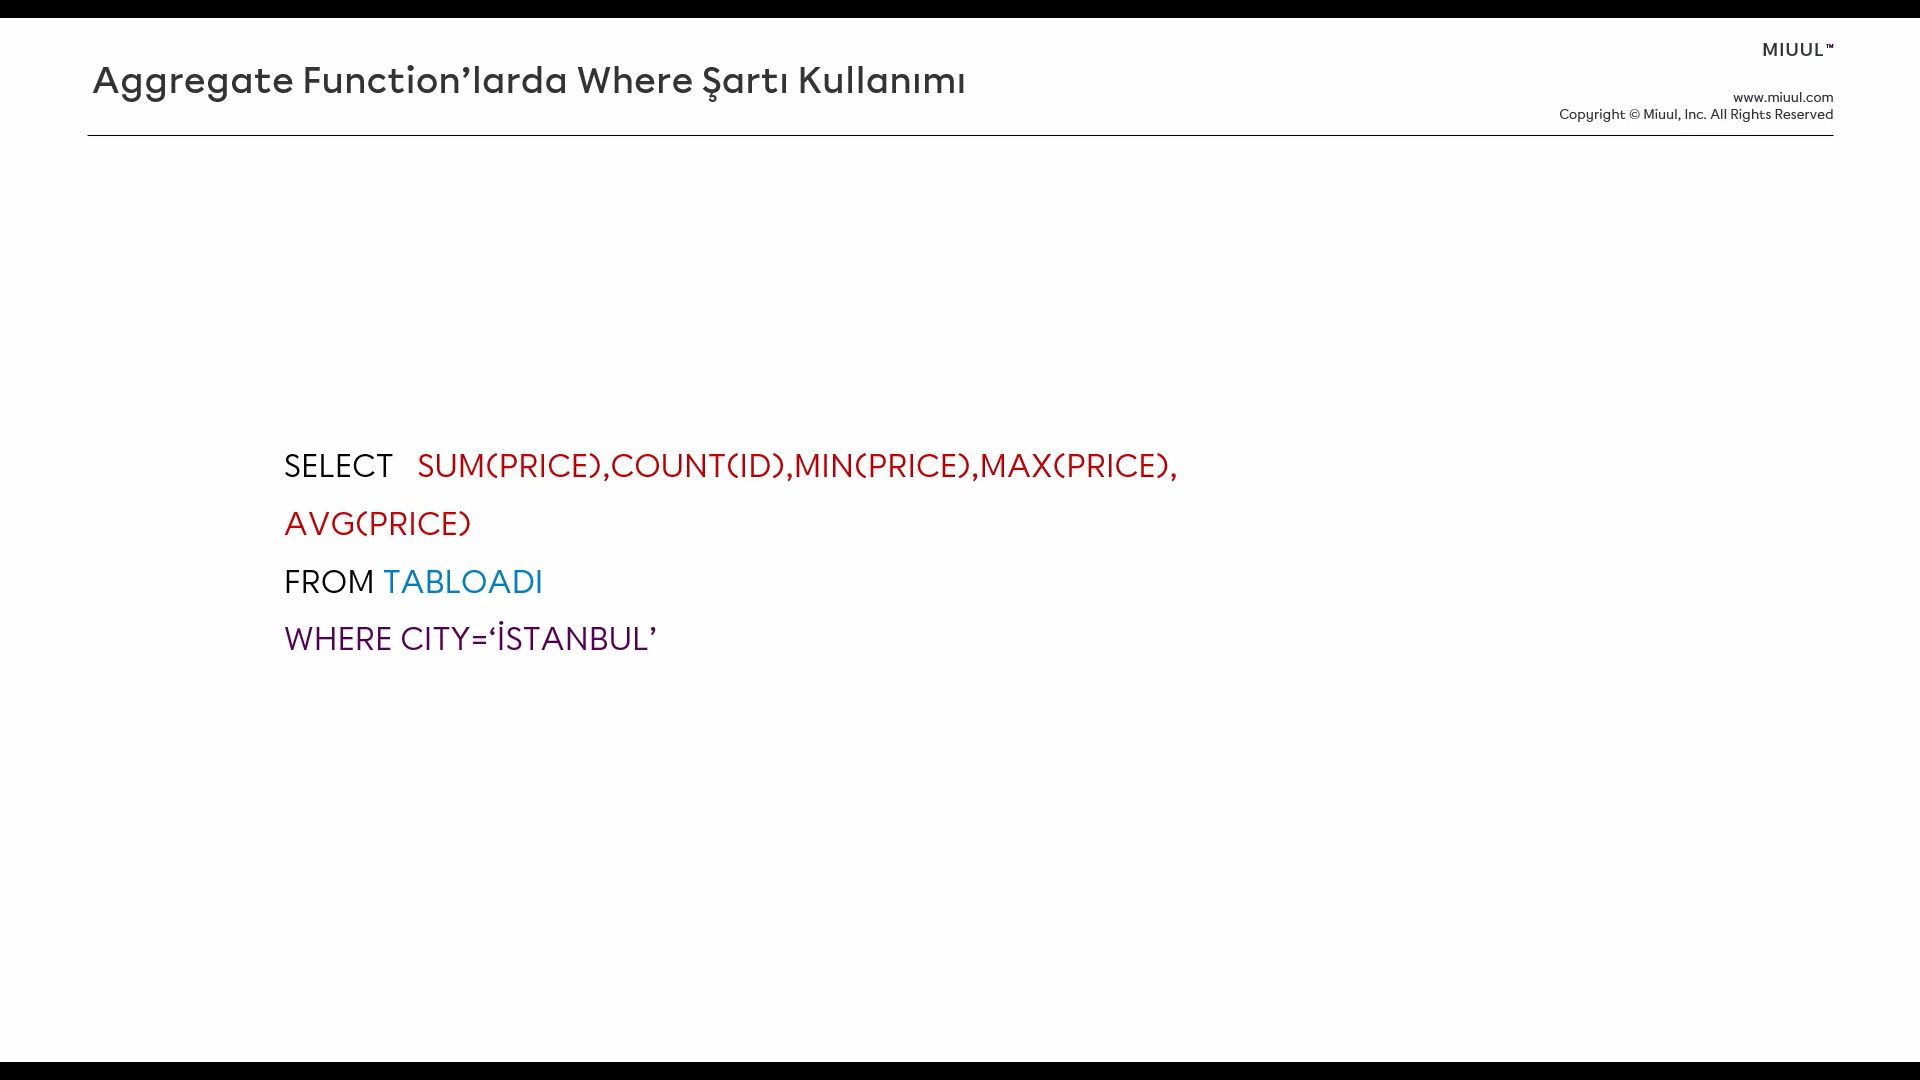 MIUUL™
Aggregate Function’larda Where Şartı Kullanımı
www.miuul.com
Copyright © Miuul, Inc. All Rights Reserved
SELECT SUM(PRICE),COUNT(ID),MIN(PRICE),MAX(PRICE),
AVG(PRICE)
FROM TABLOADI
WHERE CITY=‘İSTANBUL’